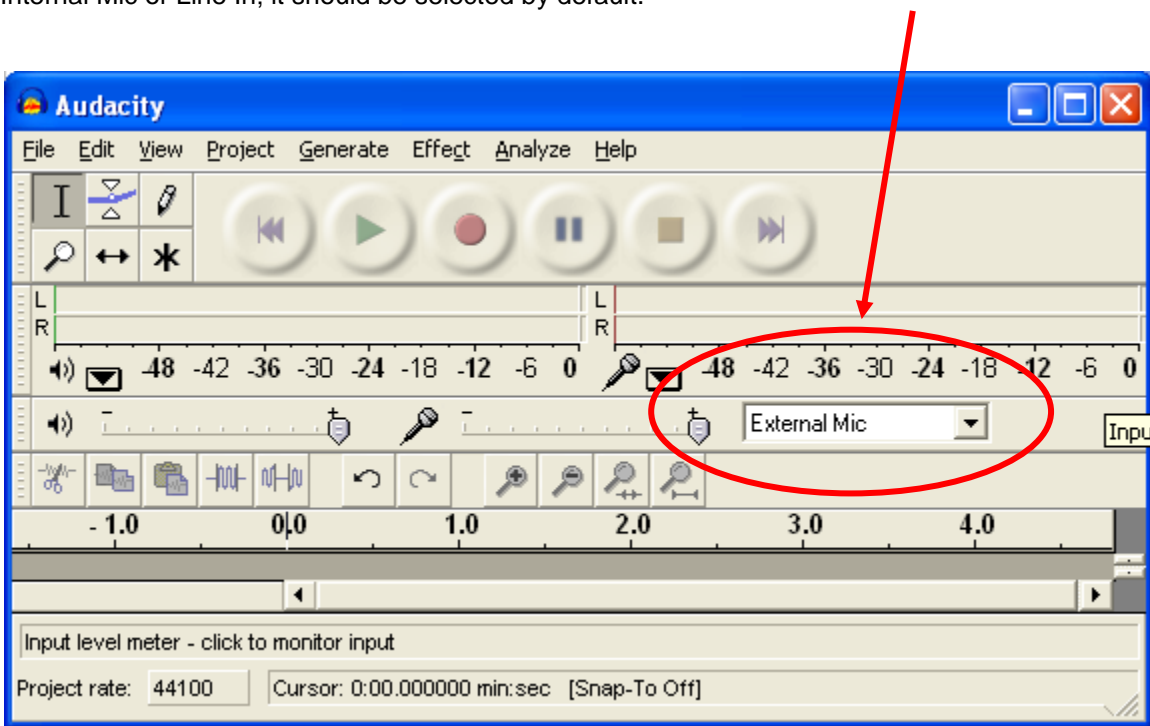 Internal Mic or Line In, it should be selected by default.
Audacity
File Edit View Project Generate Effect Analyze Help
L L
R R
-48 -42 -36 -30 -24 -18 -12 -6 0 -48 -42 -36 -30 -24 -18 -12 -6 0
External Mic
Inpu
- 1.0 0.0 1.0 2.0 3.0 4.0
Input level meter - click to monitor input
Project rate: 44100 Cursor: 0:00.000000 min:sec [Snap-To Off]